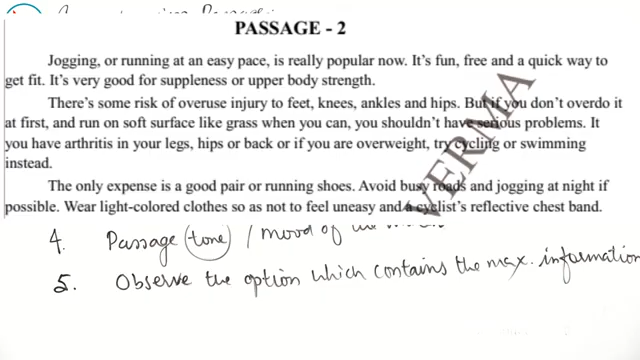 PASSAGE - 2
Jogging, or running at an easy pace, is really popular now. It's fun, free and a quick way to
get fit. It's very good for suppleness or upper body strength.
There's some risk of overuse injury to feet, knees, ankles and hips. But if you don't overdo it
at first, and run on soft surface like grass when you can, you shouldn't have serious problems. It
you have arthritis in your legs, hips or back or if you are overweight, try cycling or swimming
instead.
The only expense is a good pair or running shoes. Avoid busy roads and jogging at night if
possible. Wear light-colored clothes so as not to feel uneasy and a cyclist's reflective chest band.
VERMA
4. Passage (tone) / mood of the
5. Observe the option which contains the max. information